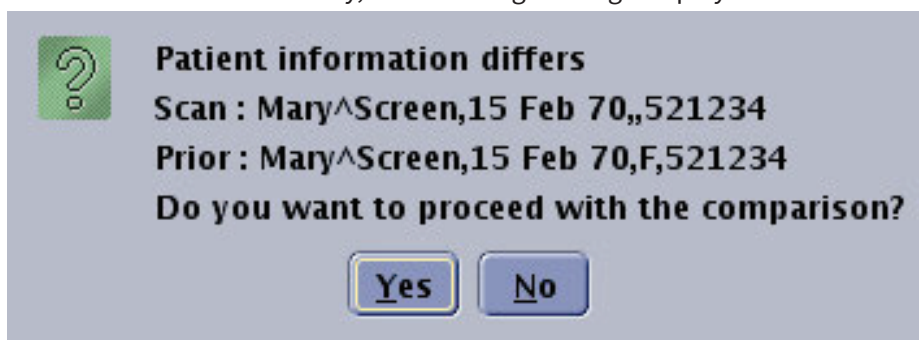 Patient information differs
Scan : Mary^Screen,15 Feb 70,,521234
Prior : Mary^Screen,15 Feb 70,F,521234
Do you want to proceed with the comparison?
Yes No